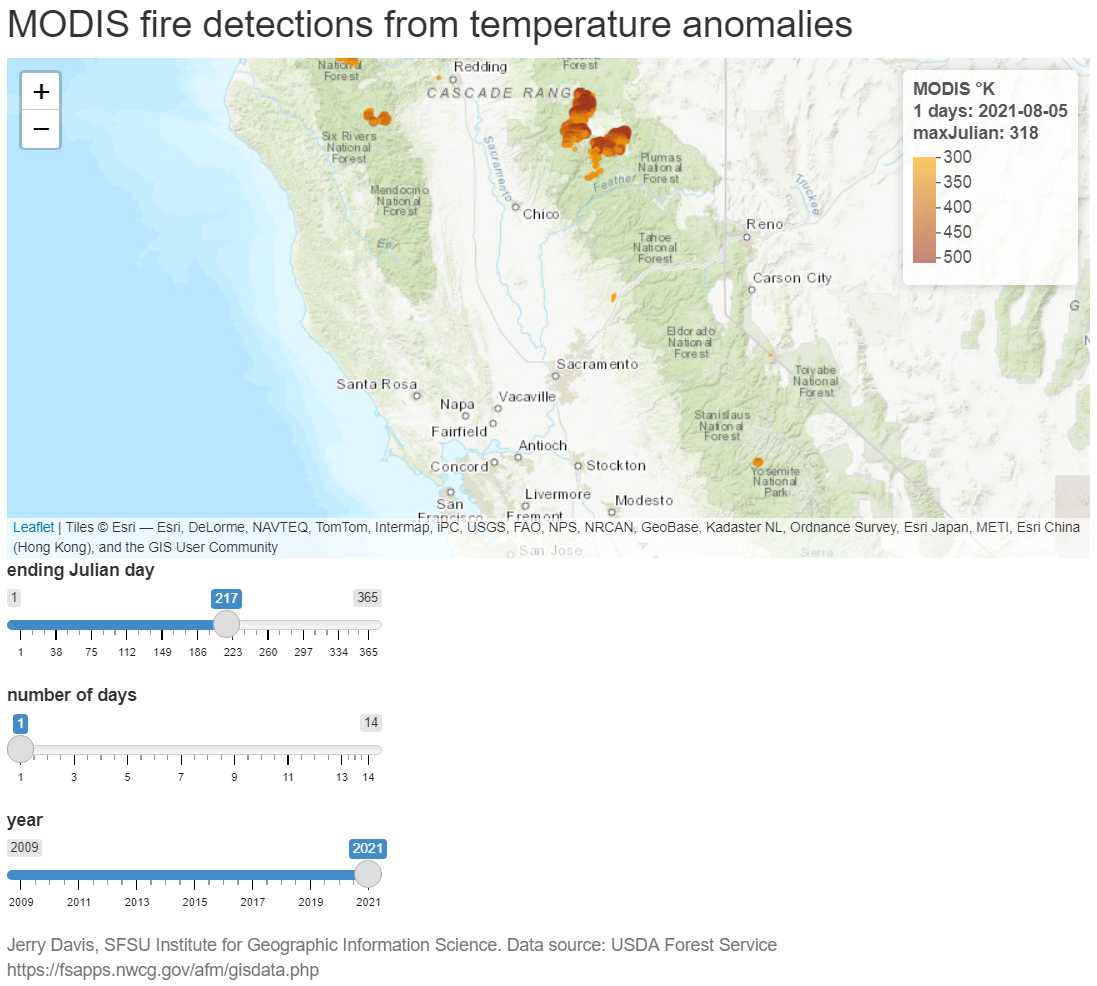 MODIS fire detections from temperature anomalies
+
−
National
Forest
Redding
Forest
CASCADE RANG
MODIS °K
1 days: 2021-08-05
maxJulian: 318
300
350
400
450
500
Six Rivers
National
Forest
Sacramento
Plumas
National
Forest
Feather
Truckee
Mendocino
National
Forest
Chico
Eel
Reno
Tahoe
National
Forest
Carson City
G
N
Eldorado
National
Forest
Sacramento
Toiyabe
National
Forest
Santa Rosa
Napa
Vacaville
Fairfield
Stanislaus
National
Forest
Antioch
Concord
Stockton
Yosemite
National
Park
Livermore
Modesto
San
Francisco
Fremont
San Jose
Sierra
Leaflet | Tiles © Esri — Esri, DeLorme, NAVTEQ, TomTom, Intermap, iPC, USGS, FAO, NPS, NRCAN, GeoBase, Kadaster NL, Ordnance Survey, Esri Japan, METI, Esri China
(Hong Kong), and the GIS User Community
ending Julian day
1 217 365
1 38 75 112 149 186 223 260 297 334 365
number of days
1 14
1 3 5 7 9 11 13 14
year
2009 2021
2009 2011 2013 2015 2017 2019 2021
Jerry Davis, SFSU Institute for Geographic Information Science. Data source: USDA Forest Service
https://fsapps.nwcg.gov/afm/gisdata.php